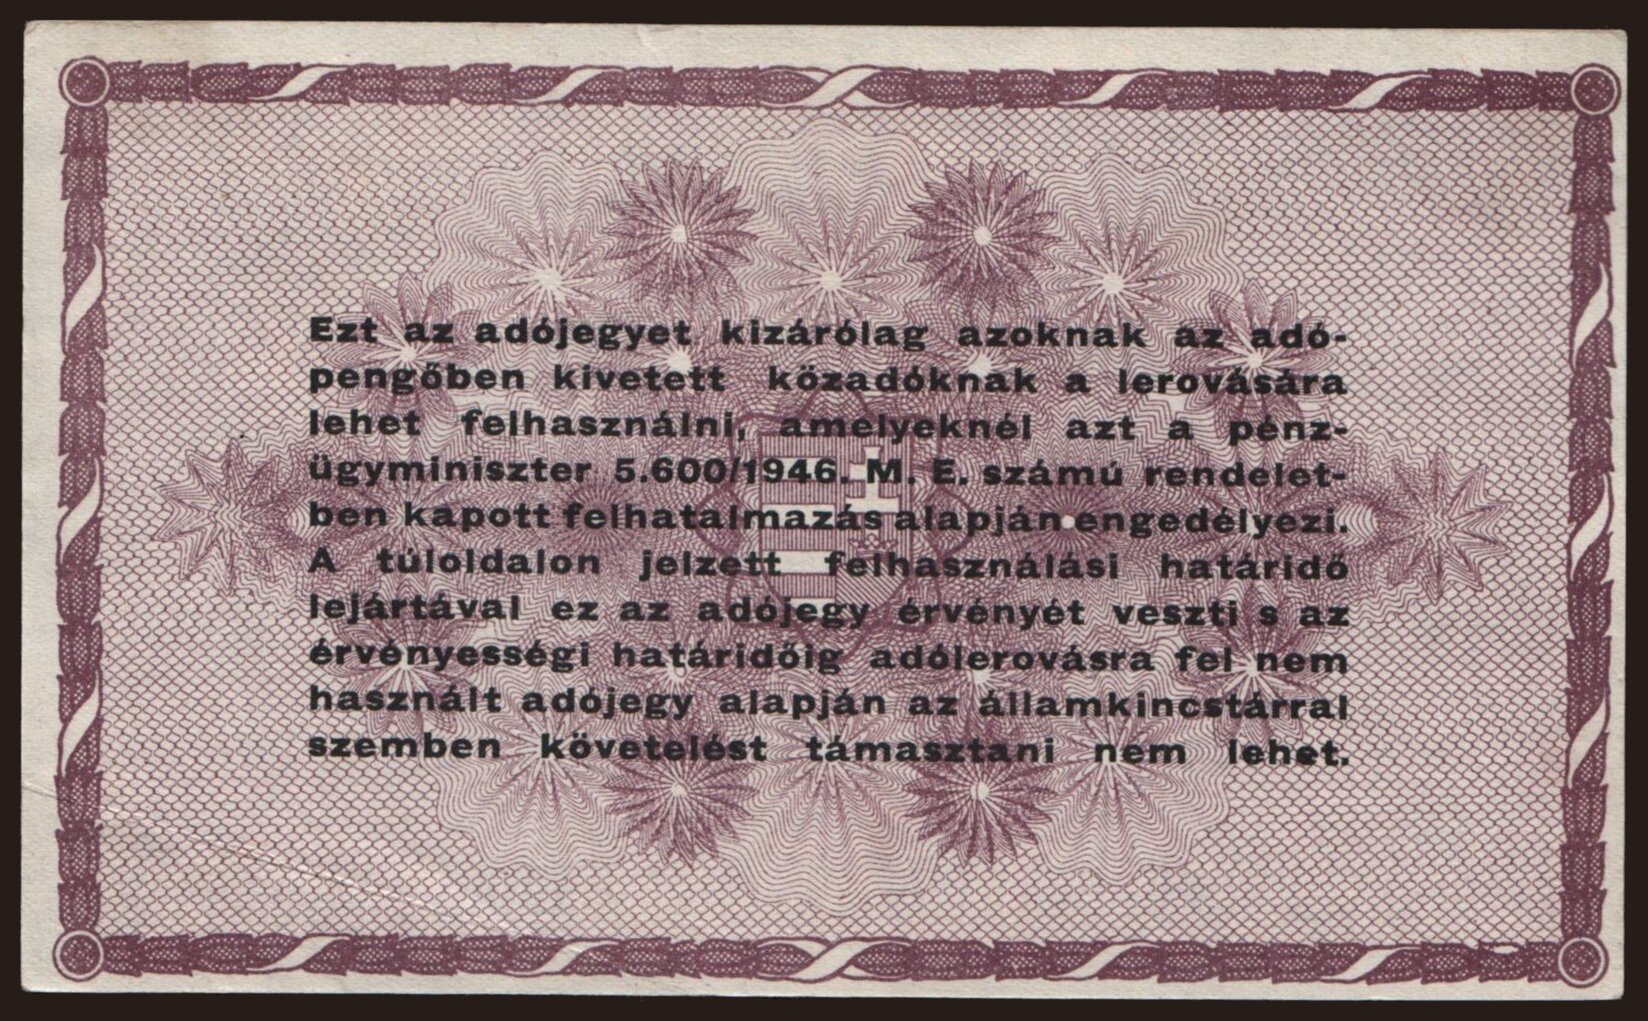 Ezt az adójegyet kizárólag azoknak az adó-
pengőben kivetett közadóknak a lerovására
lehet felhasználni, amelyeknél azt a pénz-
ügyminiszter 5.600/1946. M. E. számú rendelet-
ben kapott felhatalmazás alapján engedélyezi.
A túloldalon jelzett felhasználási határidő
lejártával ez az adójegy érvényét veszti s az
érvényességi határidőig adólerovásra fel nem
használt adójegy alapján az államkincstárral
szemben követelést támasztani nem lehet.